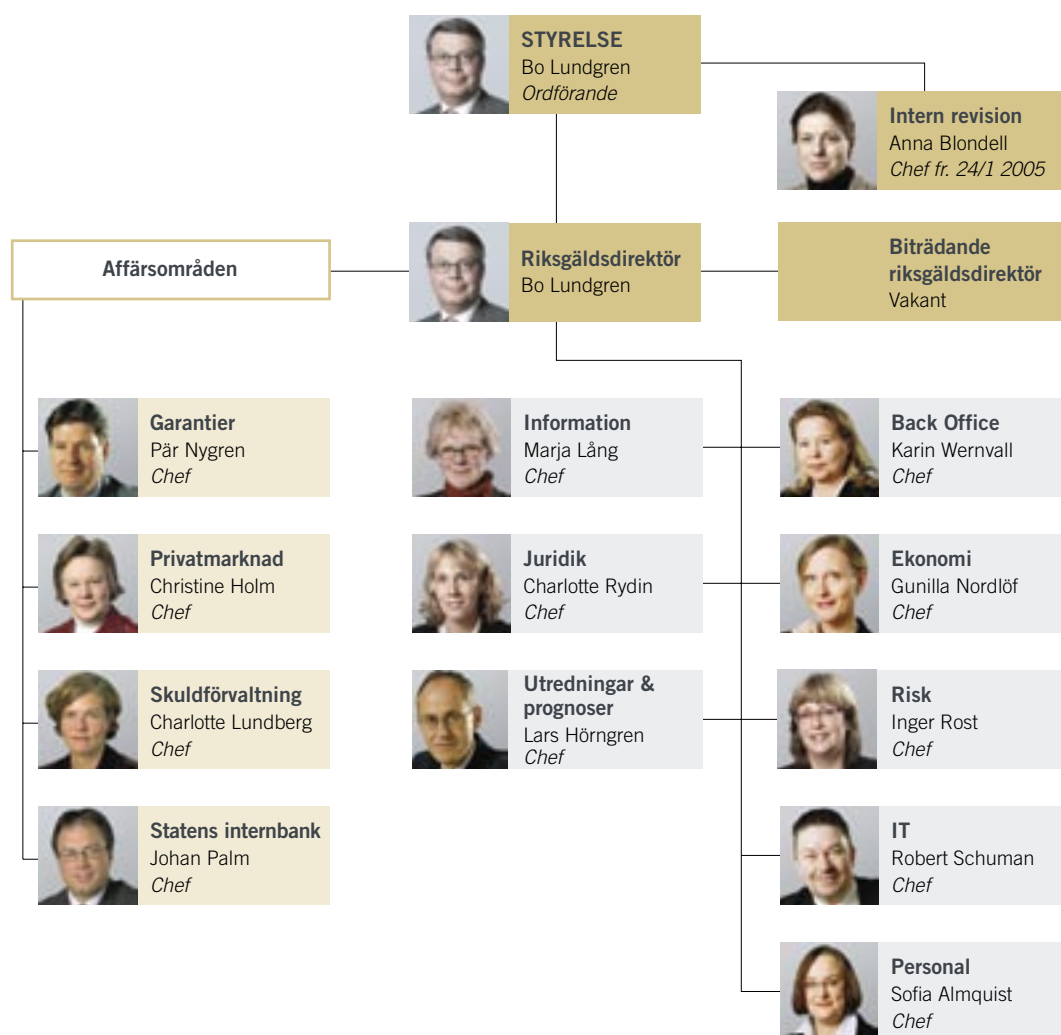 STYRELSE
Bo Lundgren
Ordförande
Intern revision
Anna Blondell
Chef fr. 24/1 2005
Affärsområden
Riksgäldsdirektör
Bo Lundgren
Biträdande
riksgäldsdirektör
Vakant
Garantier
Pär Nygren
Chef
Information
Marja Lång
Chef
Back Office
Karin Wernvall
Chef
Privatmarknad
Christine Holm
Chef
Juridik
Charlotte Rydin
Chef
Ekonomi
Gunilla Nordlöf
Chef
Skuldförvaltning
Charlotte Lundberg
Chef
Utredningar &
prognoser
Lars Hörngren
Chef
Risk
Inger Rost
Chef
Statens internbank
Johan Palm
Chef
IT
Robert Schuman
Chef
Personal
Sofia Almquist
Chef